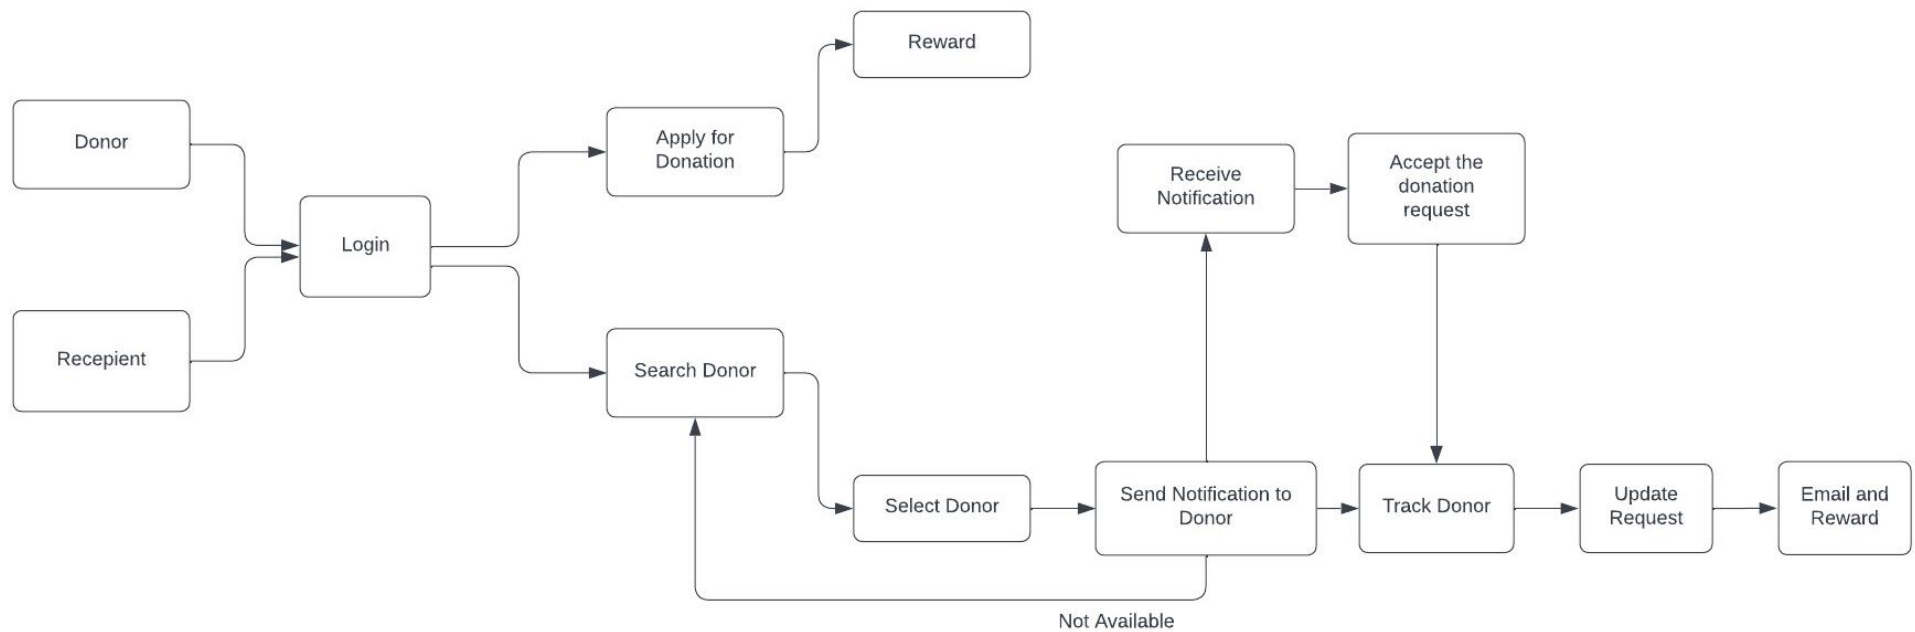 Reward
Donor
Apply for
Donation
Login
Recepient
Search Donor
Receive
Notification
Accept the
donation
request
Select Donor
Send Notification to
Donor
Track Donor
Update
Request
Email and
Reward
Not Available